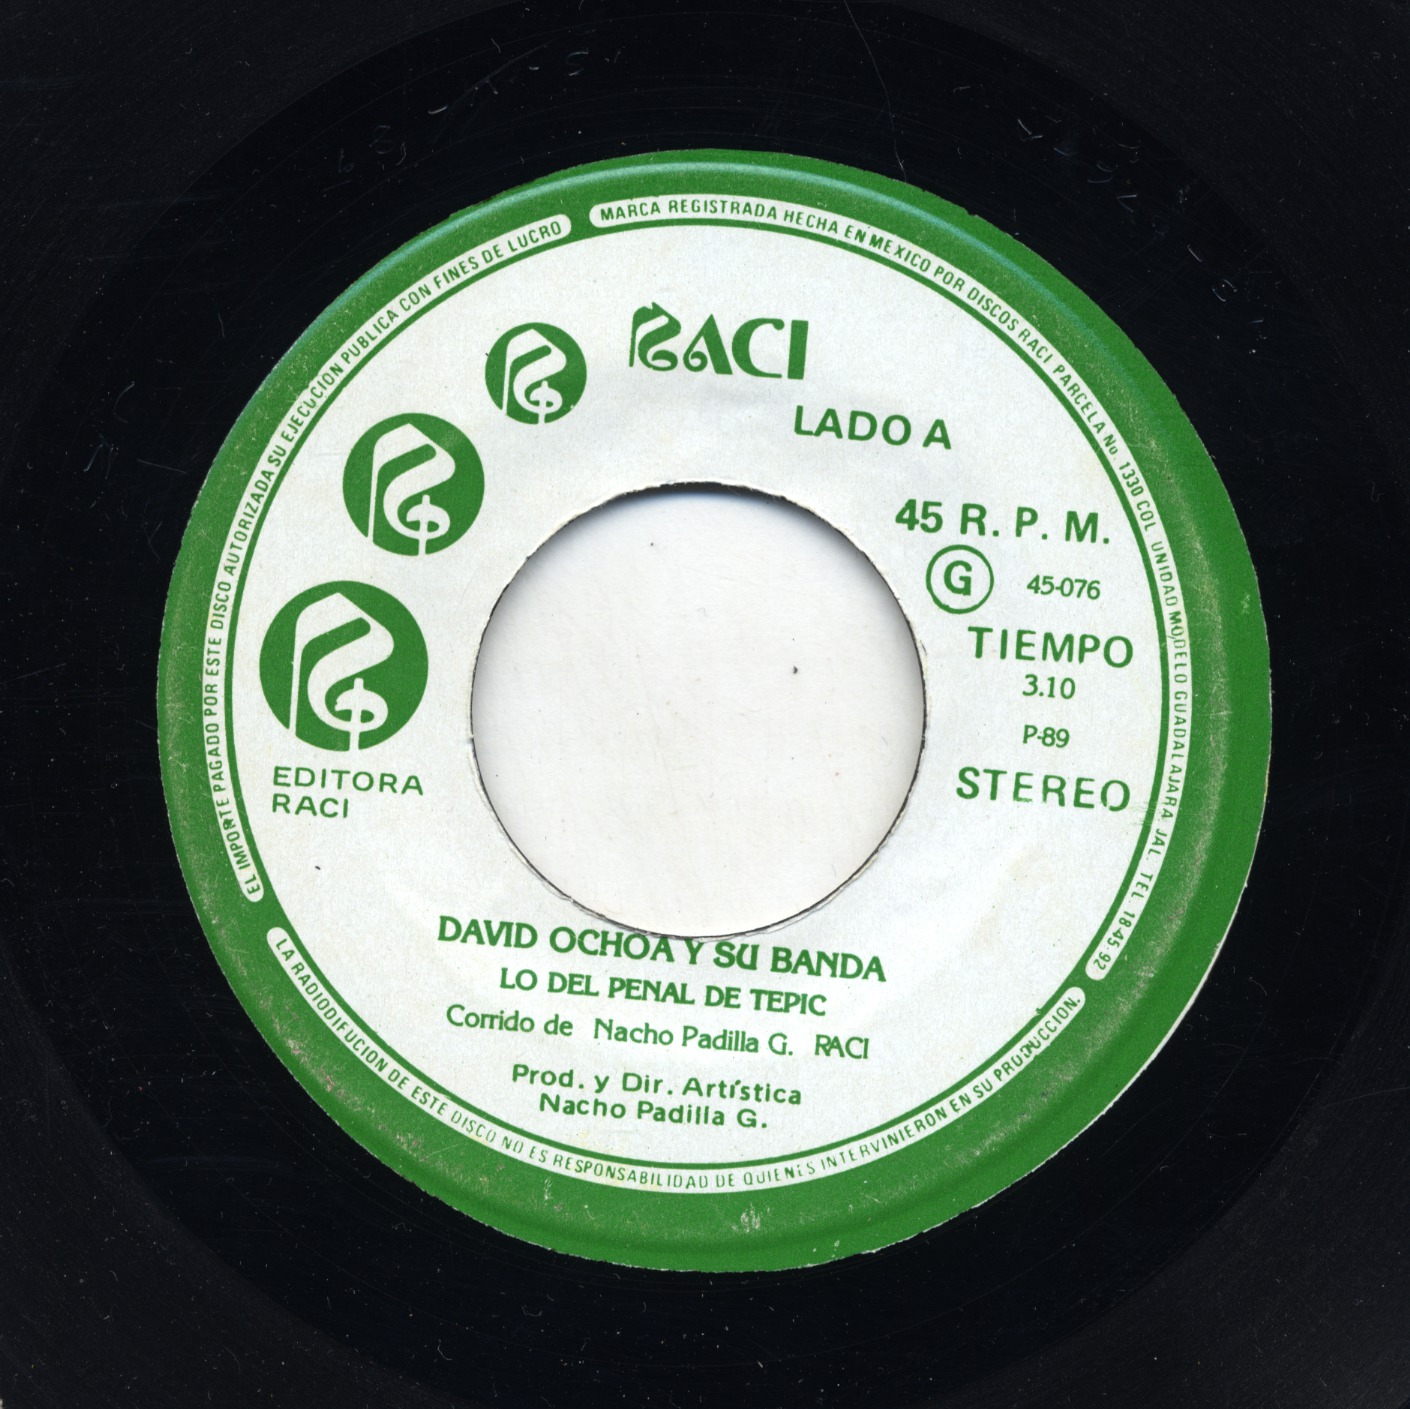 EL IMPORTE PAGADO POR ESTE DISCO AUTORIZADA SU EJECUCION PUBLICA CON FINES DE LUCRO
MARCA REGISTRADA HECHA EN MEXICO POR DISCOS RACI PARCELA No. 1330 COL. UNIDAD MODELO GUADALAJARA, JAL. TEL. 18-45-92
RACI
LADO A
45 R. P. M.
G 45-076
TIEMPO
3.10
P-89
STEREO
EDITORA
RACI
DAVID OCHOA Y SU BANDA
LO DEL PENAL DE TEPIC
Corrido de Nacho Padilla G. RACI
Prod. y Dir. Artística
Nacho Padilla G.
LA RADIODIFUCION DE ESTE DISCO NO ES RESPONSABILIDAD DE QUIENES INTERVINIERON EN SU PRODUCCION.